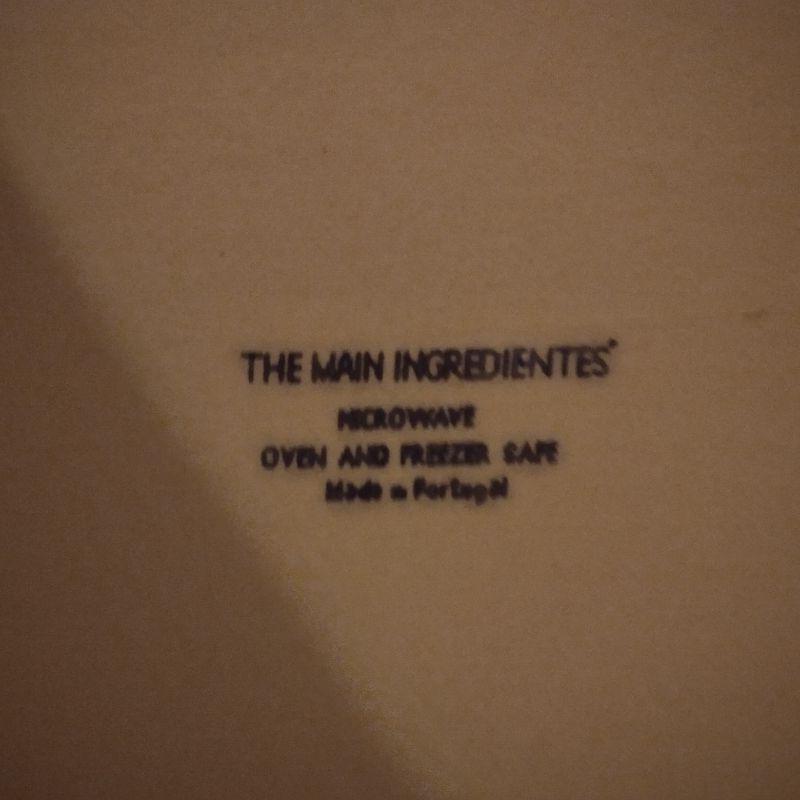 THE MAIN INGREDIENTES
MICROWAVE
OVEN AND FREEZER SAFE
Made in Portugal